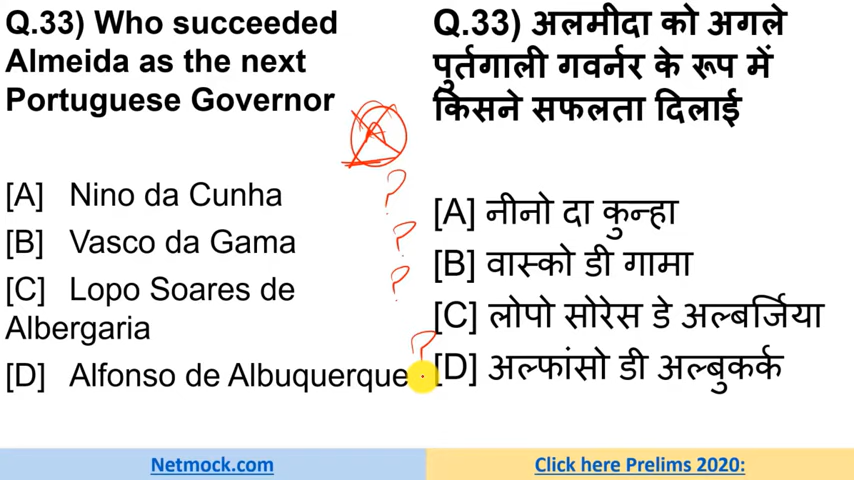 Q.33) Who succeeded
Almeida as the next
Portuguese Governor
[A] Nino da Cunha
[B] Vasco da Gama
[C] Lopo Soares de
Albergaria
[D] Alfonso de Albuquerque
Q.33) अलमीदा को अगले
पुर्तगाली गवर्नर के रूप में
किसने सफलता दिलाई
[A] नीनो दा कुन्हा
[B] वास्को डी गामा
[C] लोपो सोरेस डे अल्बर्जिया
[D] अल्फांसो डी अल्बुकर्क
A
?
?
?
?
Netmock.com
Click here Prelims 2020: